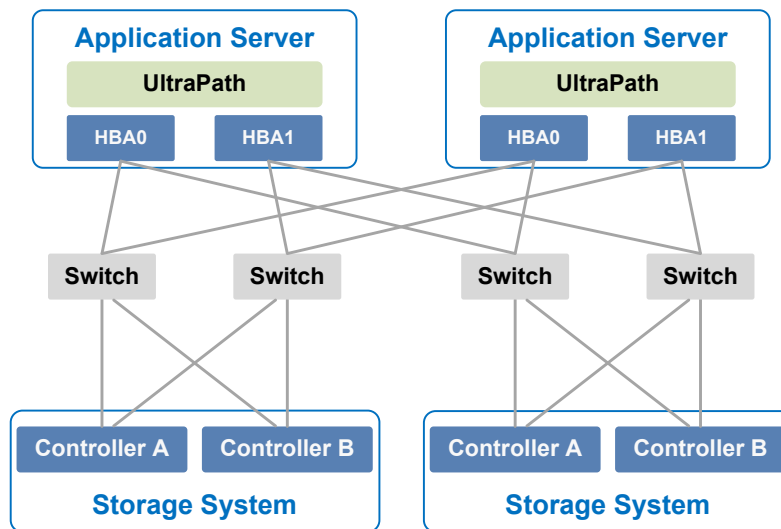 Application Server
UltraPath
HBA0
HBA1
Application Server
UltraPath
HBA0
HBA1
Switch
Switch
Switch
Switch
Controller A
Controller B
Storage System
Controller A
Controller B
Storage System